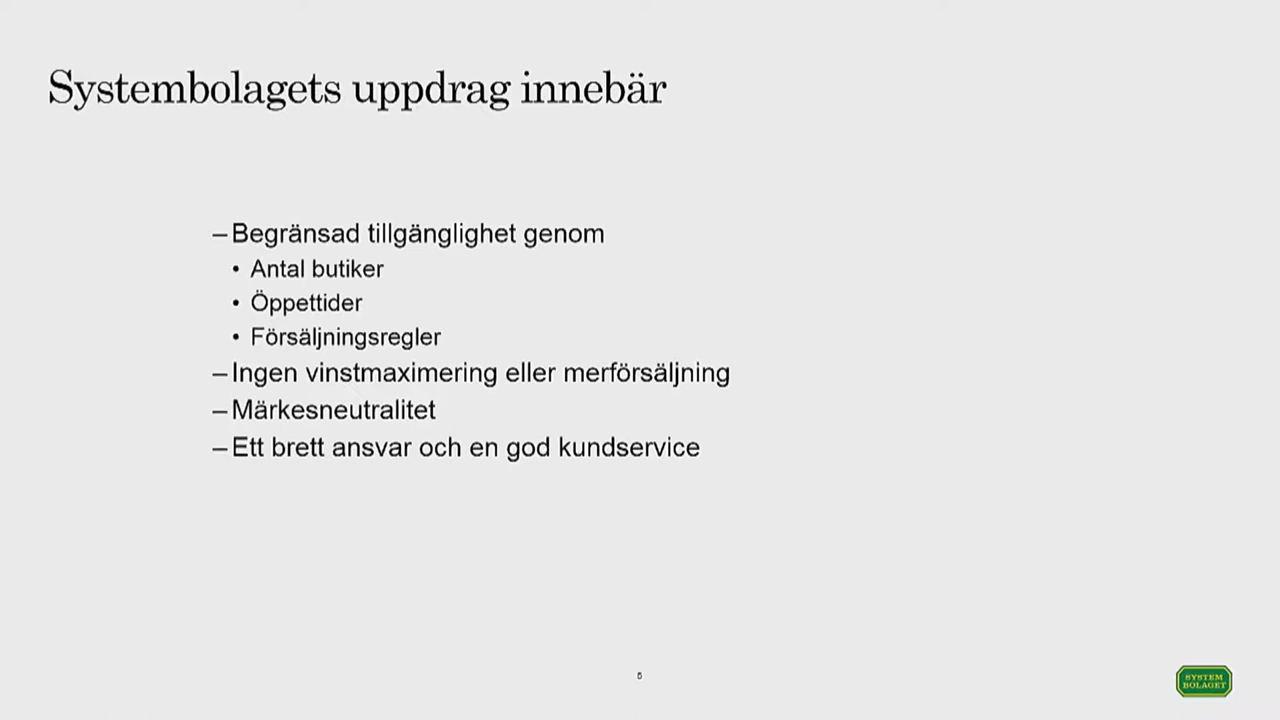 Systembolagets uppdrag innebär
–Begränsad tillgänglighet genom
• Antal butiker
• Öppettider
• Försäljningsregler
–Ingen vinstmaximering eller merförsäljning
–Märkesneutralitet
–Ett brett ansvar och en god kundservice
5
SYSTEM
BOLAGET